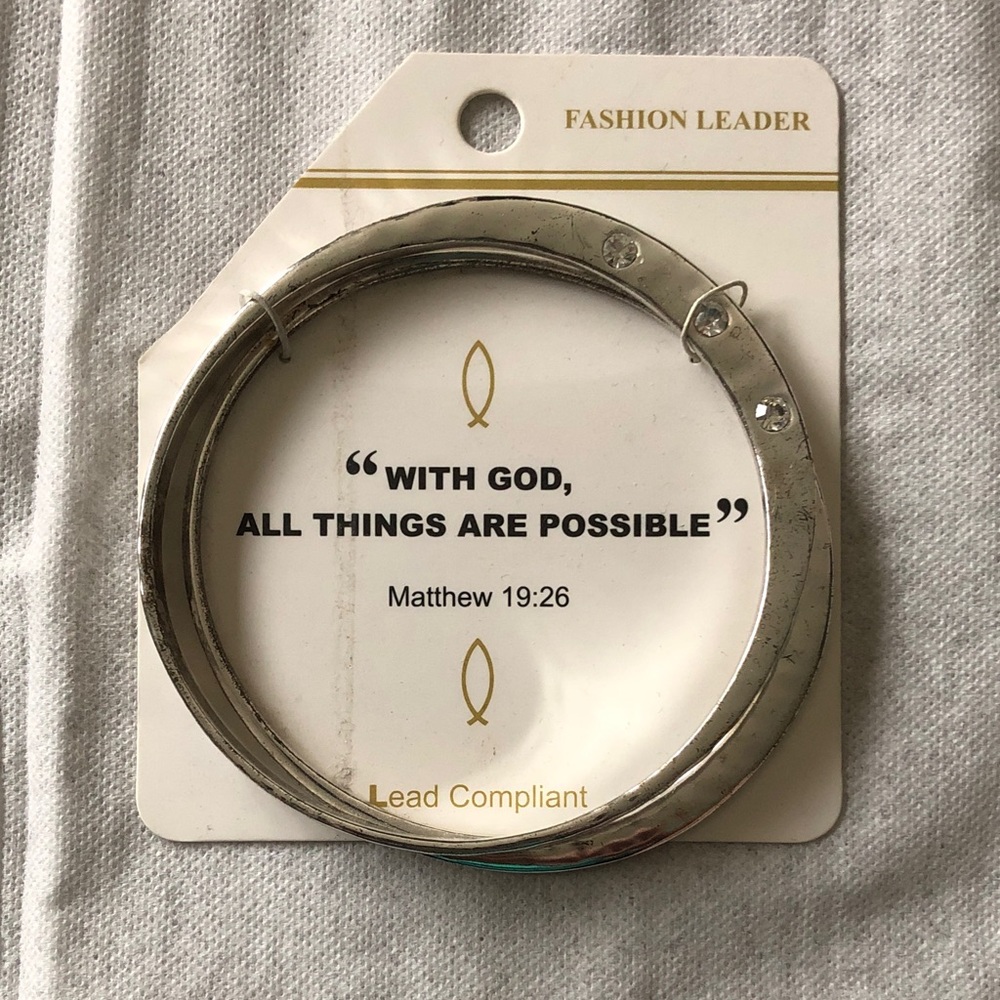 FASHION LEADER
“WITH GOD,
ALL THINGS ARE POSSIBLE”
Matthew 19:26
Lead Compliant